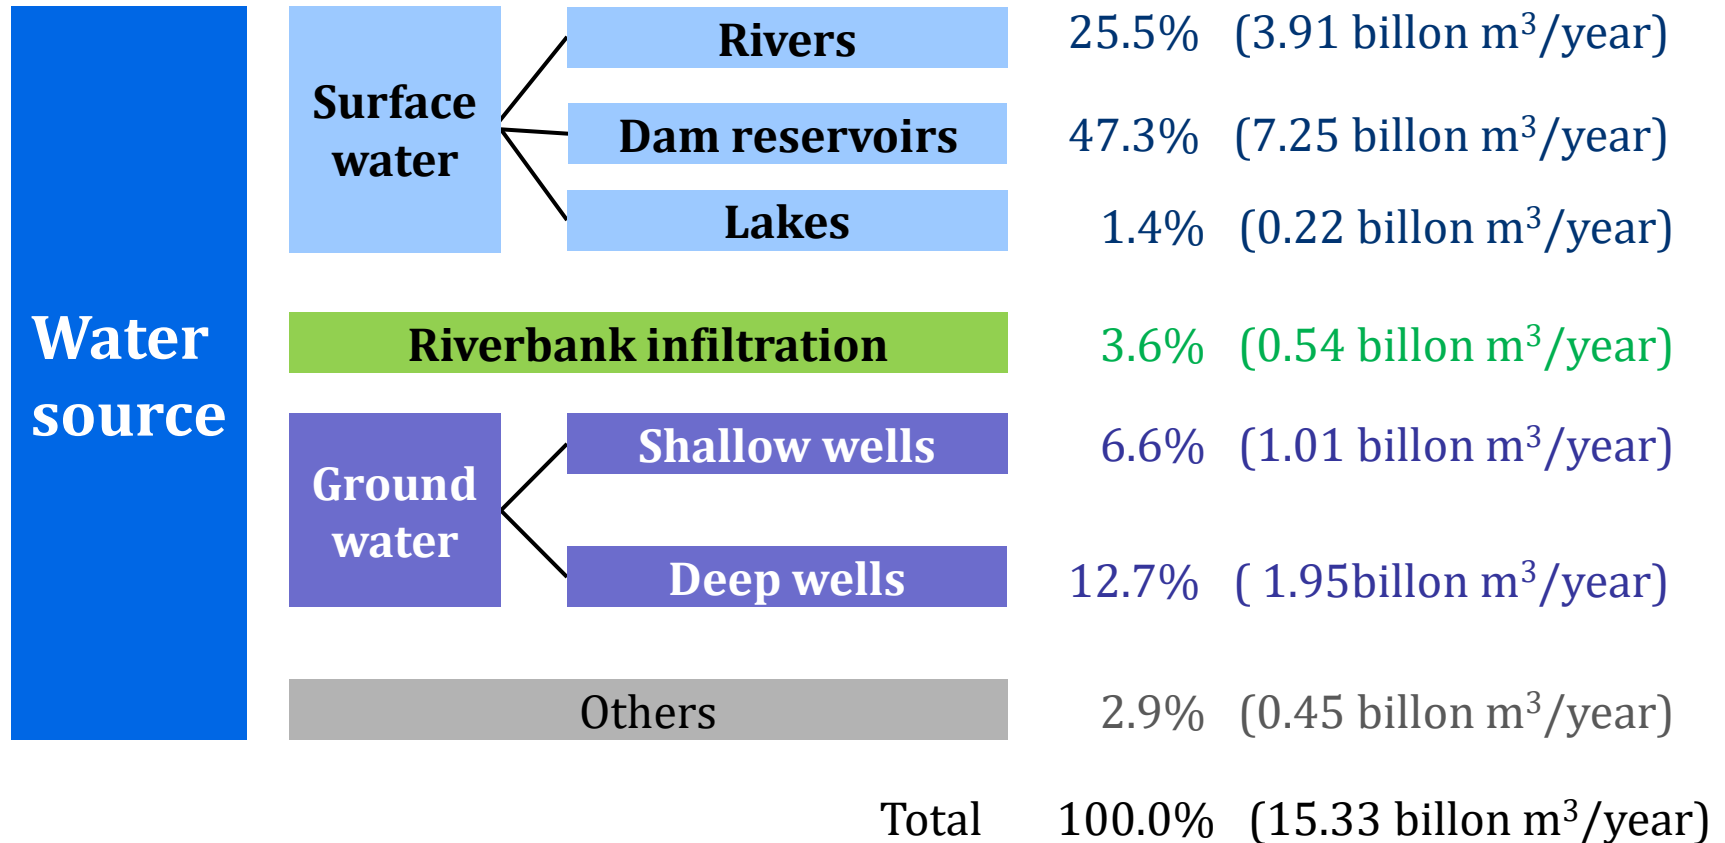 Water
source
Surface
water
Rivers 25.5% (3.91 billon m³/year)
Dam reservoirs 47.3% (7.25 billon m³/year)
Lakes 1.4% (0.22 billon m³/year)
Riverbank infiltration 3.6% (0.54 billon m³/year)
Ground
water
Shallow wells 6.6% (1.01 billon m³/year)
Deep wells 12.7% ( 1.95billon m³/year)
Others 2.9% (0.45 billon m³/year)
Total 100.0% (15.33 billon m³/year)